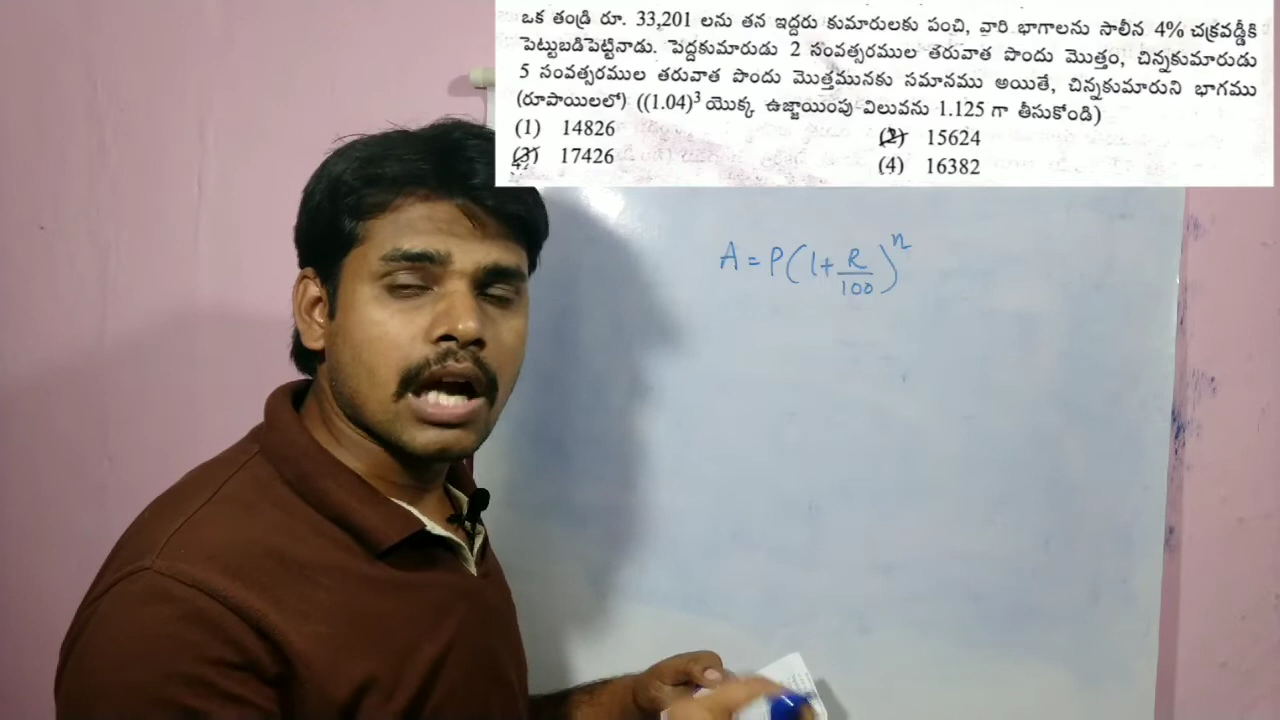 ఒక తండ్రి రూ. 33,201 లను తన ఇద్దరు కుమారులకు పంచి, వారి భాగాలను సాలీన 4% చక్రవడ్డీకి
పెట్టుబడిపెట్టినాడు. పెద్దకుమారుడు 2 సంవత్సరముల తరువాత పొందు మొత్తం, చిన్నకుమారుడు
5 సంవత్సరముల తరువాత పొందు మొత్తమునకు సమానము అయితే, చిన్నకుమారుని భాగము
(రూపాయిలలో) ((1.04)³ యొక్క ఉజ్జాయింపు విలువను 1.125 గా తీసుకోండి)
(1) 14826 (2) 15624
(3) 17426 (4) 16382
A = P(1 + R/100)ⁿ